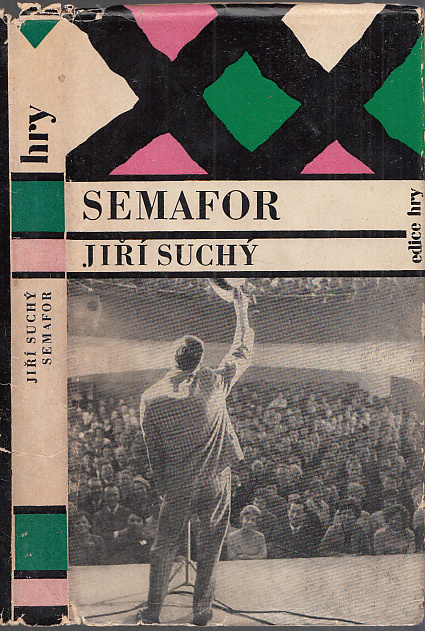 hry
JIŘÍ SUCHÝ
SEMAFOR
SEMAFOR
JIŘÍ SUCHÝ
edice hry